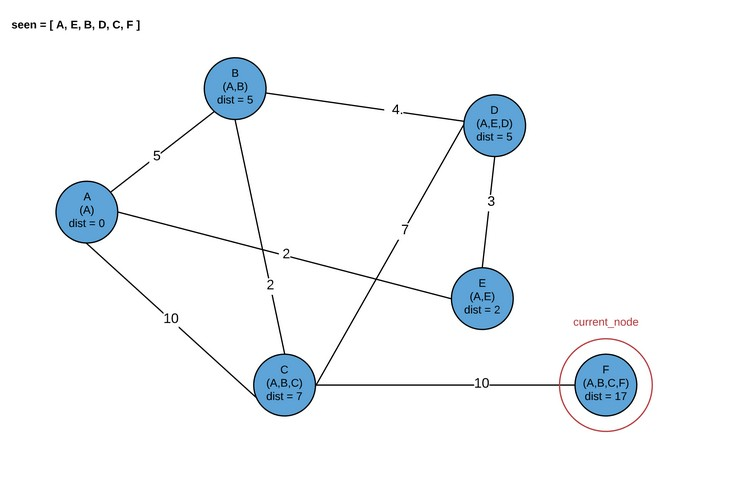 seen = [ A, E, B, D, C, F ]
B
(A,B)
dist = 5
4.
D
(A,E,D)
dist = 5
5
A
(A)
dist = 0
3
7
2
2
E
(A,E)
dist = 2
10
current_node
C
(A,B,C)
dist = 7
10
F
(A,B,C,F)
dist = 17